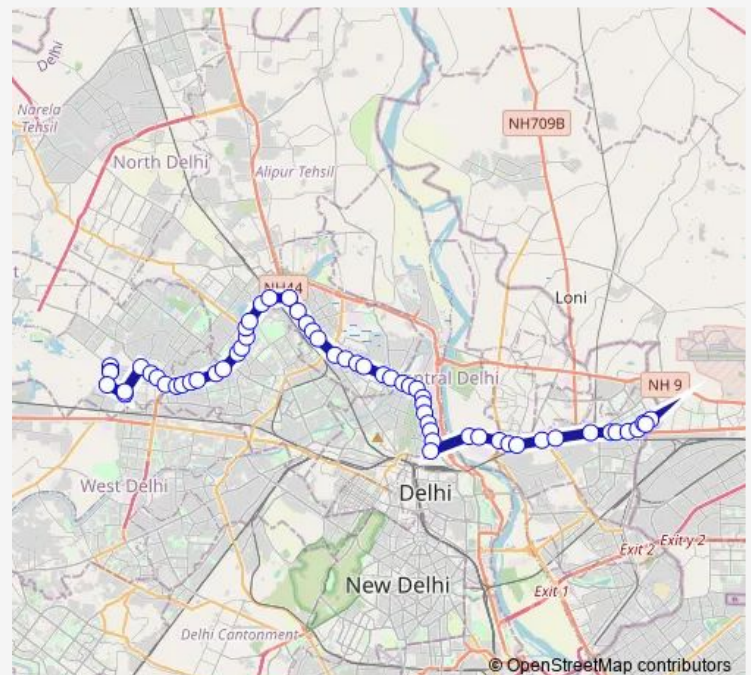 Delhi
Narela
Tehsil
NH709B
North Delhi
Alipur Tehsil
NH44
Loni
Central Delhi
NH 9
West Delhi
Delhi
Exit 2
Exit y 2
New Delhi
Exit 1
Delhi Cantonment
© OpenStreetMap contributors